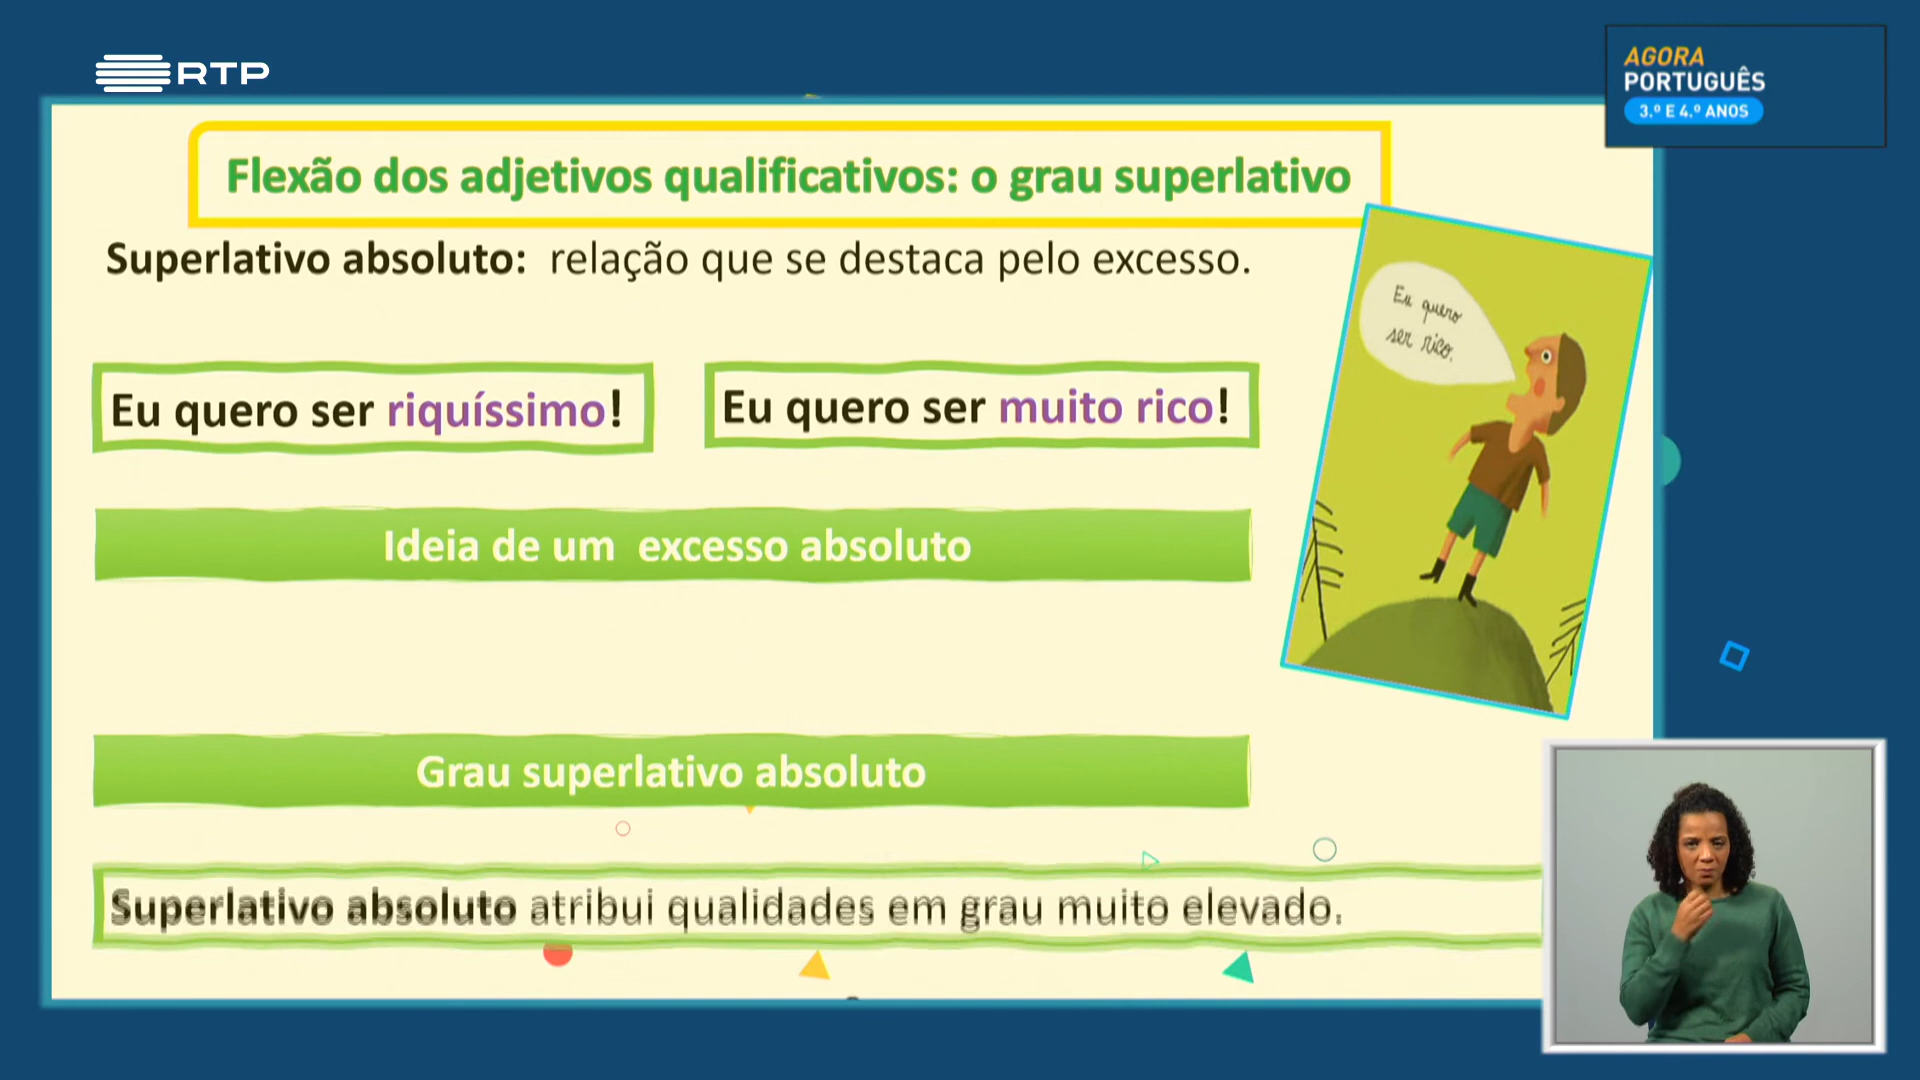 RTP
AGORA
PORTUGUÊS
3.º E 4.º ANOS
Flexão dos adjetivos qualificativos: o grau superlativo
Superlativo absoluto: relação que se destaca pelo excesso.
Eu quero
ser rico.
Eu quero ser riquíssimo!
Eu quero ser muito rico!
Ideia de um excesso absoluto
Grau superlativo absoluto
Superlativo absoluto atribui qualidades em grau muito elevado.